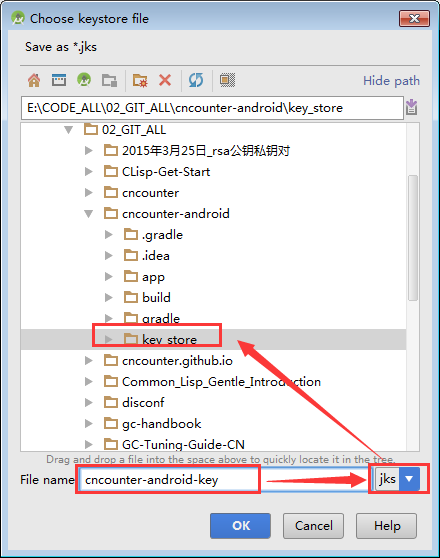 Choose keystore file
Save as *.jks
Hide path
E:\CODE_ALL\02_GIT_ALL\cncounter-android\key_store
02_GIT_ALL
2015年3月25日_rsa公钥私钥对
CLisp-Get-Start
cncounter
cncounter-android
.gradle
.idea
app
build
gradle
key_store
cncounter.github.io
Common_Lisp_Gentle_Introduction
disconf
gc-handbook
GC-Tuning-Guide-CN
Drag and drop a file into the space above to quickly locate it in the tree.
File name cncounter-android-key jks
OK Cancel Help